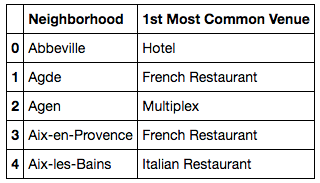 Neighborhood 1st Most Common Venue
0 Abbeville Hotel
1 Agde French Restaurant
2 Agen Multiplex
3 Aix-en-Provence French Restaurant
4 Aix-les-Bains Italian Restaurant